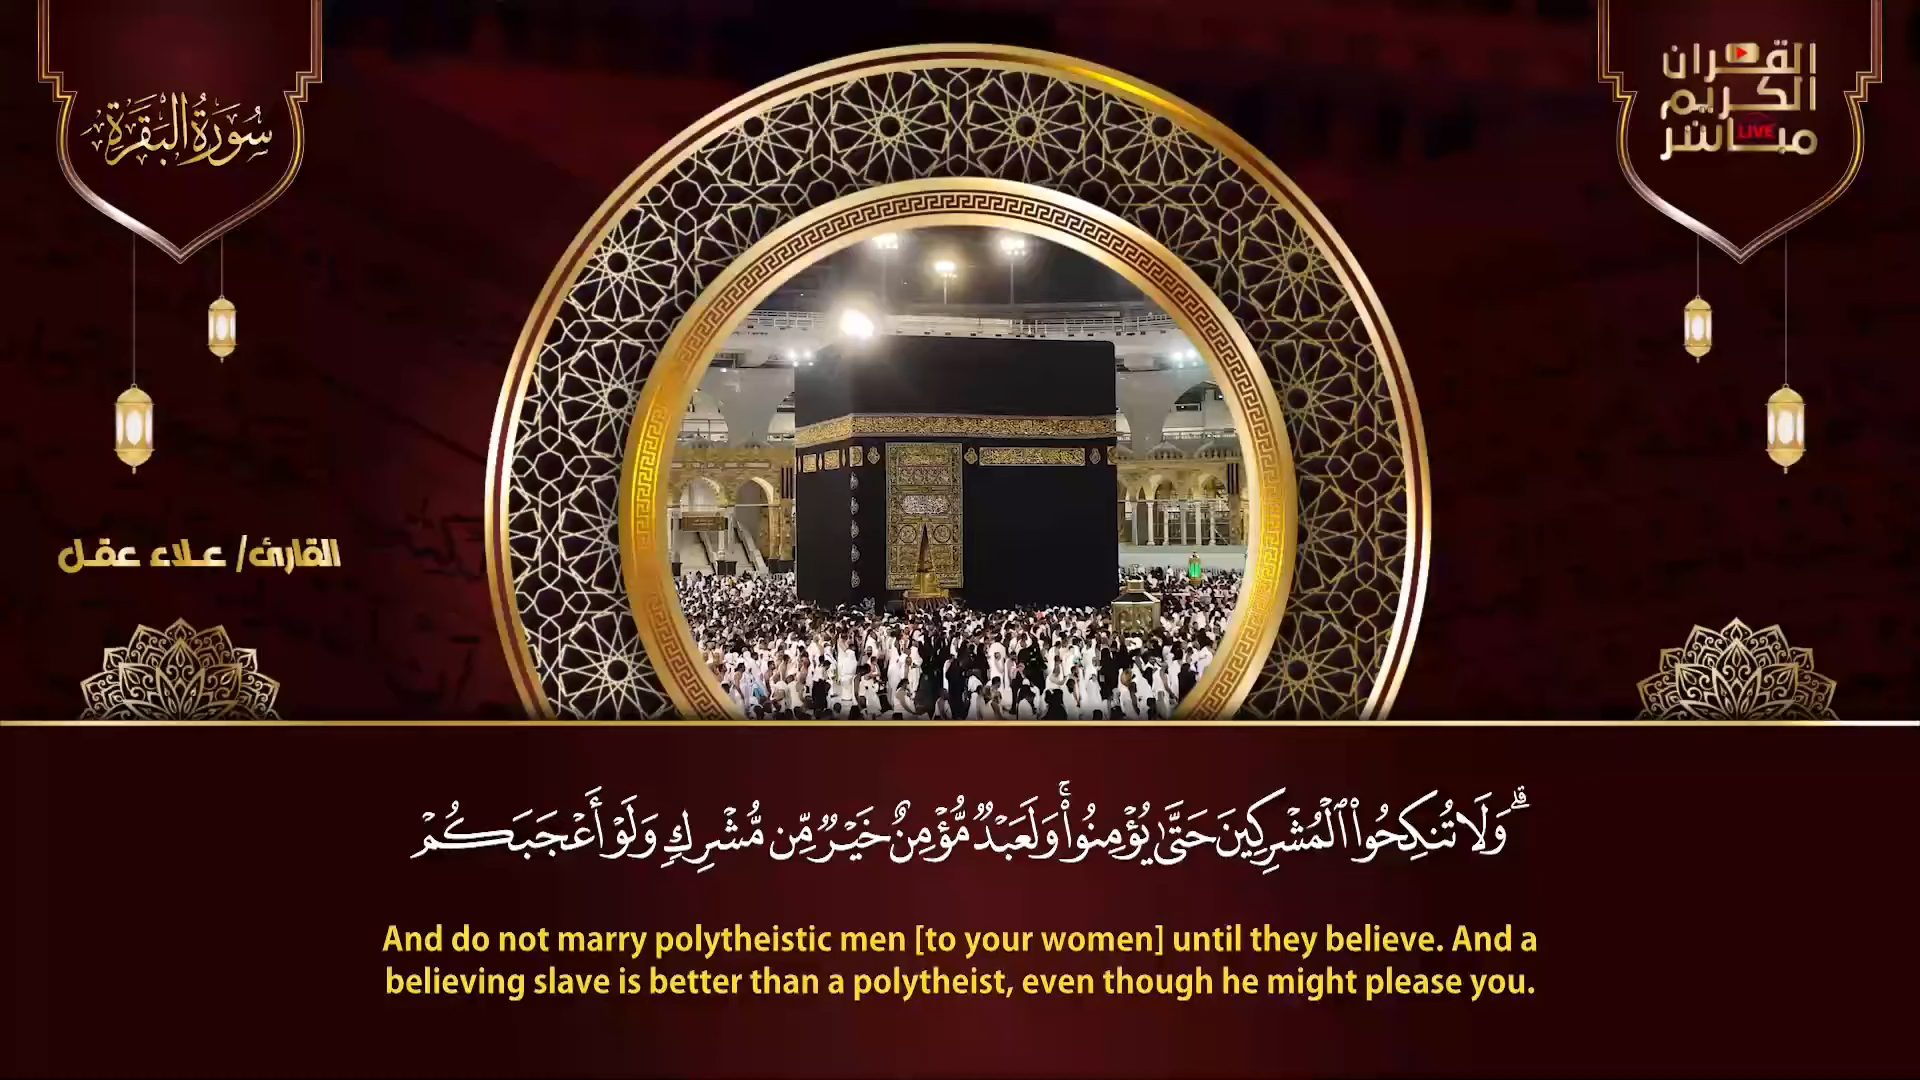 سُورَةُ البَقَرَةِ
القرآن
الكريم
مباشر
LIVE
القارئ/ علاء عقل
ۗ وَلَا تُنكِحُوا۟ ٱلْمُشْرِكِينَ حَتَّىٰ يُؤْمِنُوا۟ ۚ وَلَعَبْدٌ مُّؤْمِنٌ خَيْرٌ مِّن مُّشْرِكٍ وَلَوْ أَعْجَبَكُمْ
And do not marry polytheistic men [to your women] until they believe. And a
believing slave is better than a polytheist, even though he might please you.